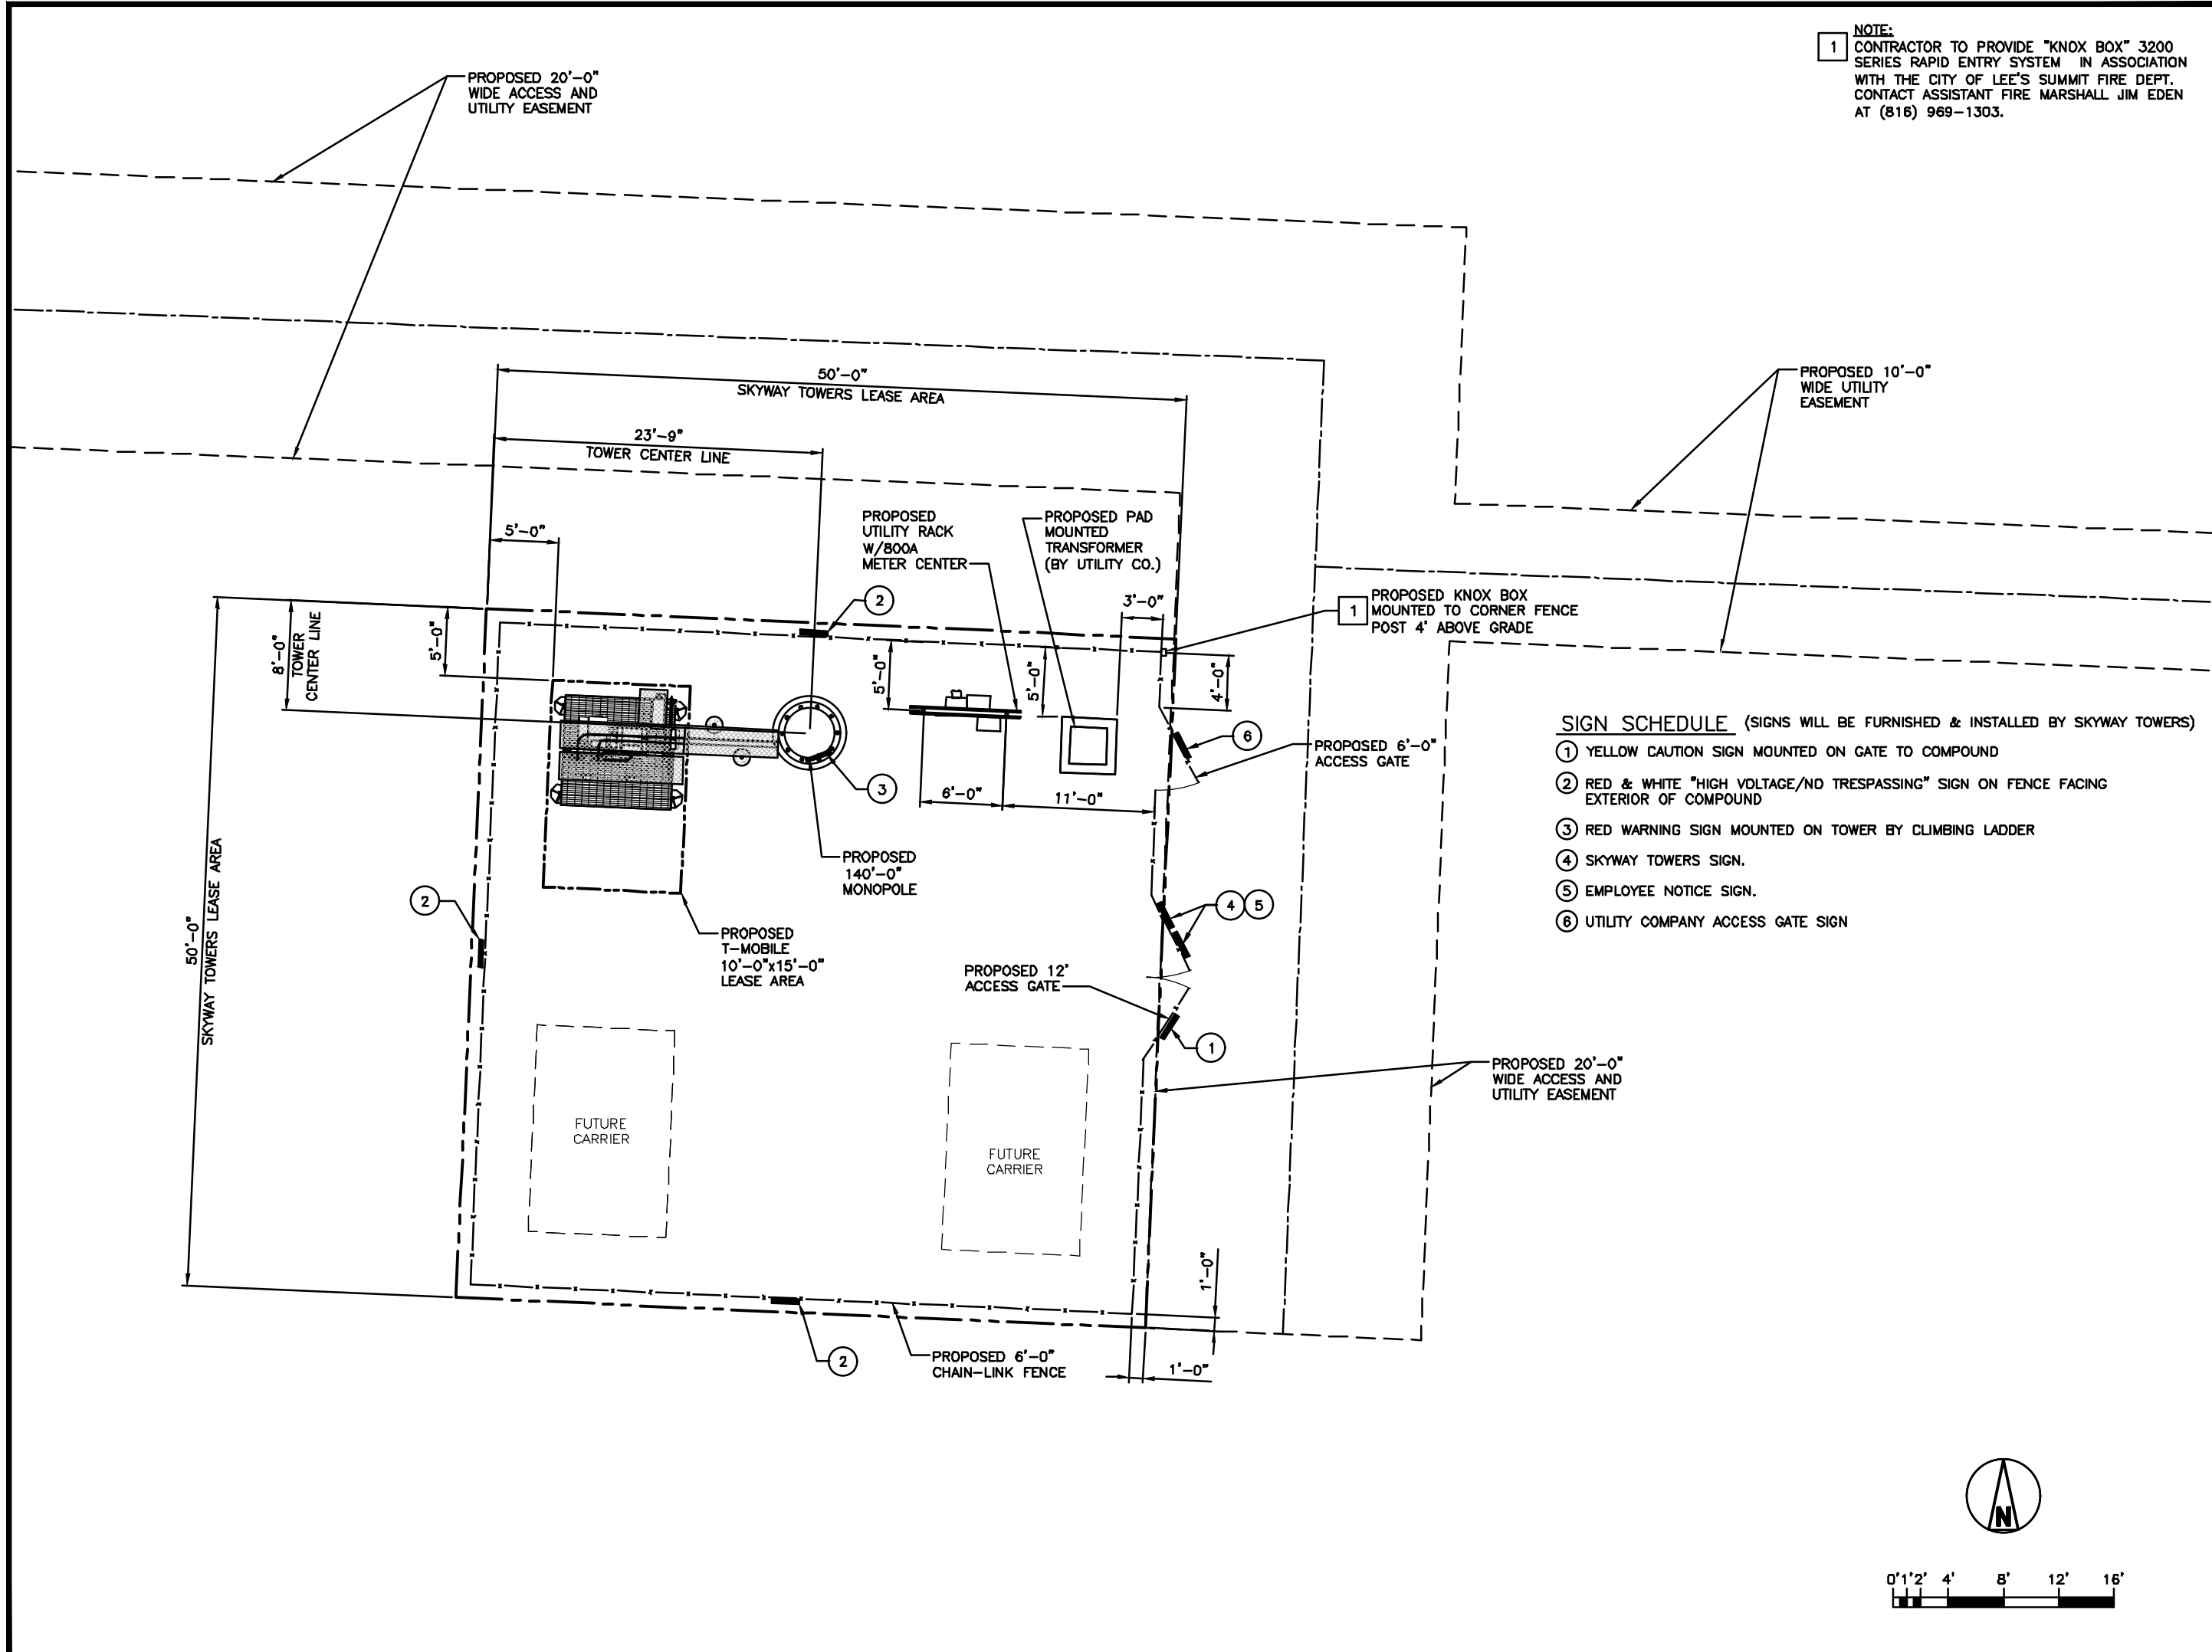 NOTE:
1 CONTRACTOR TO PROVIDE "KNOX BOX" 3200
SERIES RAPID ENTRY SYSTEM IN ASSOCIATION
WITH THE CITY OF LEE'S SUMMIT FIRE DEPT.
CONTACT ASSISTANT FIRE MARSHALL JIM EDEN
AT (816) 969-1303.
PROPOSED 20'-0"
WIDE ACCESS AND
UTILITY EASEMENT
50'-0"
SKYWAY TOWERS LEASE AREA
PROPOSED 10'-0"
WIDE UTILITY
EASEMENT
23'-9"
TOWER CENTER LINE
5'-0"
PROPOSED
UTILITY RACK
W/800A
METER CENTER
PROPOSED PAD
MOUNTED
TRANSFORMER
(BY UTILITY CO.)
2
3'-0"
1
PROPOSED KNOX BOX
MOUNTED TO CORNER FENCE
POST 4' ABOVE GRADE
8'-0"
TOWER
CENTER LINE
5'-0"
5'-0"
5'-0"
4'-0"
6
PROPOSED 6'-0"
ACCESS GATE
3
6'-0"
11'-0"
PROPOSED
140'-0"
MONOPOLE
SIGN SCHEDULE (SIGNS WILL BE FURNISHED & INSTALLED BY SKYWAY TOWERS)
1 YELLOW CAUTION SIGN MOUNTED ON GATE TO COMPOUND
2 RED & WHITE "HIGH VOLTAGE/NO TRESPASSING" SIGN ON FENCE FACING
EXTERIOR OF COMPOUND
3 RED WARNING SIGN MOUNTED ON TOWER BY CLIMBING LADDER
4 SKYWAY TOWERS SIGN.
5 EMPLOYEE NOTICE SIGN.
6 UTILITY COMPANY ACCESS GATE SIGN
50'-0"
SKYWAY TOWERS LEASE AREA
2
4 5
PROPOSED
T-MOBILE
10'-0"x15'-0"
LEASE AREA
PROPOSED 12'
ACCESS GATE
1
PROPOSED 20'-0"
WIDE ACCESS AND
UTILITY EASEMENT
FUTURE
CARRIER
FUTURE
CARRIER
1'-0"
2
PROPOSED 6'-0"
CHAIN-LINK FENCE
1'-0"
N
0'1'2' 4' 8' 12' 16'